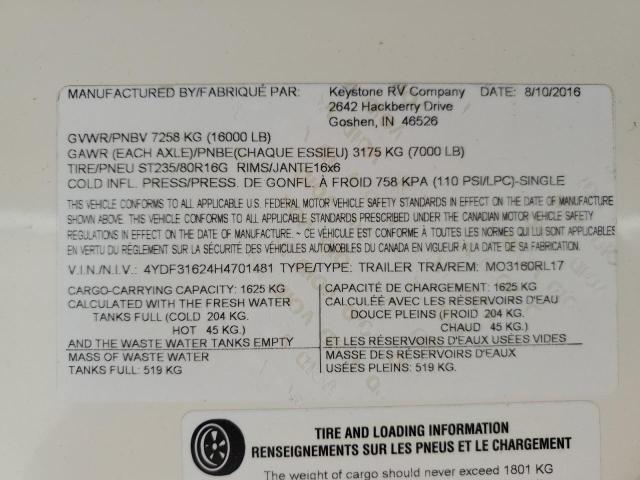 MANUFACTURED BY/FABRIQUÉ PAR: Keystone RV Company DATE: 8/10/2016
2642 Hackberry Drive
Goshen, IN 46526
GVWR/PNBV 7258 KG (16000 LB)
GAWR (EACH AXLE)/PNBE(CHAQUE ESSIEU) 3175 KG (7000 LB)
TIRE/PNEU ST235/80R16G RIMS/JANTE16x6
COLD INFL. PRESS/PRESS. DE GONFL. À FROID 758 KPA (110 PSI/LPC)-SINGLE
THIS VEHICLE CONFORMS TO ALL APPLICABLE U.S. FEDERAL MOTOR VEHICLE SAFETY STANDARDS IN EFFECT ON THE DATE OF MANUFACTURE
SHOWN ABOVE. THIS VEHICLE CONFORMS TO ALL APPLICABLE STANDARDS PRESCRIBED UNDER THE CANADIAN MOTOR VEHICLE SAFETY
REGULATIONS IN EFFECT ON THE DATE OF MANUFACTURE. ~ CE VÉHICULE EST CONFORME À TOUTES LES NORMES QUI LUI SONT APPLICABLES
EN VERTU DU RÉGLEMENT SUR LA SÉCURITÉ DES VÉHICULES AUTOMOBILES DU CANADA EN VIGUEUR À LA DATE DE SA FABRICATION.
V.I.N./N.I.V.: 4YDF31624H4701481 TYPE/TYPE: TRAILER TRA/REM: MO3160RL17
CARGO-CARRYING CAPACITY: 1625 KG
CALCULATED WITH THE FRESH WATER
TANKS FULL (COLD 204 KG.
HOT 45 KG.)
AND THE WASTE WATER TANKS EMPTY
MASS OF WASTE WATER
TANKS FULL: 519 KG.
CAPACITÉ DE CHARGEMENT: 1625 KG
CALCULÉE AVEC LES RÉSERVOIRS D'EAU
DOUCE PLEINS (FROID 204 KG.
CHAUD 45 KG.)
ET LES RÉSERVOIRS D'EAUX USÉES VIDES
MASSE DES RÉSERVOIRS D'EAUX
USÉES PLEINS: 519 KG.
TIRE AND LOADING INFORMATION
RENSEIGNEMENTS SUR LES PNEUS ET LE CHARGEMENT
The weight of cargo should never exceed 1801 KG